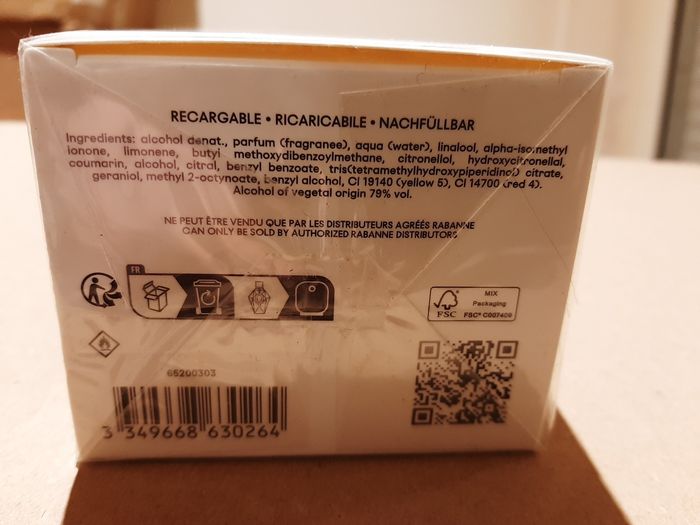 RECARGABLE • RICARICABILE • NACHFÜLLBAR
Ingredients: alcohol denat., parfum (fragrance), aqua (water), linalool, alpha-isomethyl
ionone, limonene, butyl methoxydibenzoylmethane, citronellol, hydroxycitronellal,
coumarin, alcohol, citral, benzyl benzoate, tris(tetramethylhydroxypiperidinol) citrate,
geraniol, methyl 2-octynoate, benzyl alcohol, CI 19140 (yellow 5), CI 14700 (red 4).
Alcohol of vegetal origin 79% vol.
NE PEUT ÊTRE VENDU QUE PAR LES DISTRIBUTEURS AGRÉÉS RABANNE
CAN ONLY BE SOLD BY AUTHORIZED RABANNE DISTRIBUTORS
FR
FSC
MIX
Packaging
FSC® C007409
65200303
3 349668 630264